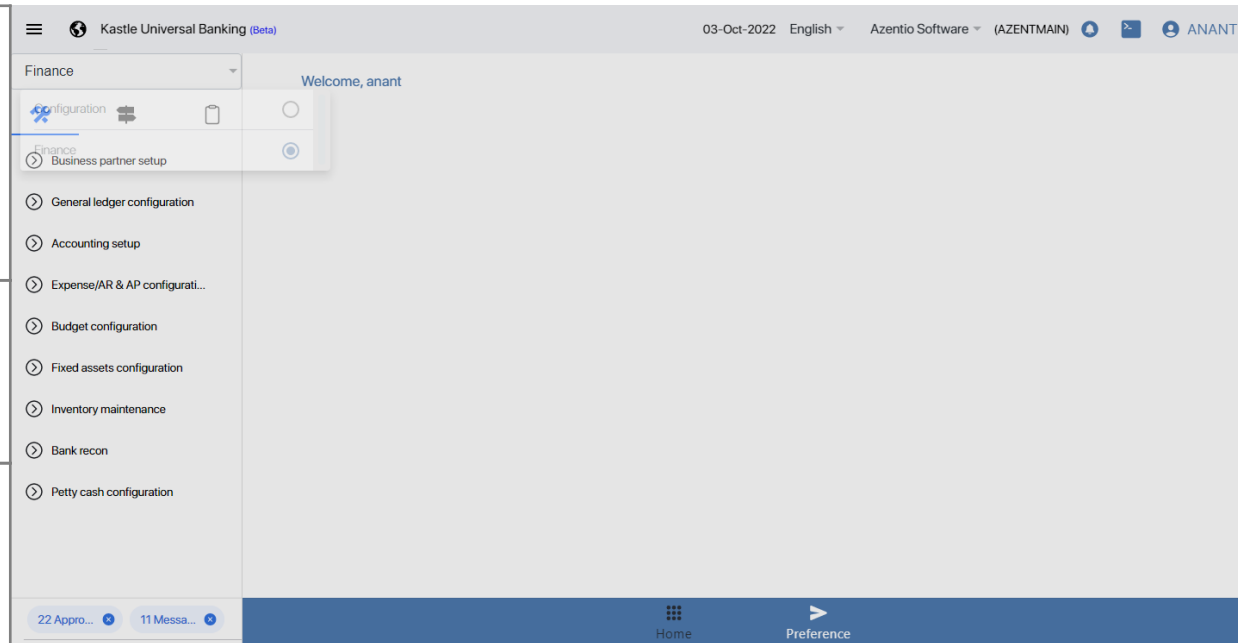 Kastle Universal Banking (Beta)
03-Oct-2022 English Azentio Software (AZENTMAIN) ANANT
Finance
Welcome, anant
Configuration
Finance
Business partner setup
General ledger configuration
Accounting setup
Expense/AR & AP configurati...
Budget configuration
Fixed assets configuration
Inventory maintenance
Bank recon
Petty cash configuration
22 Appro... 11 Messa...
Home Preference